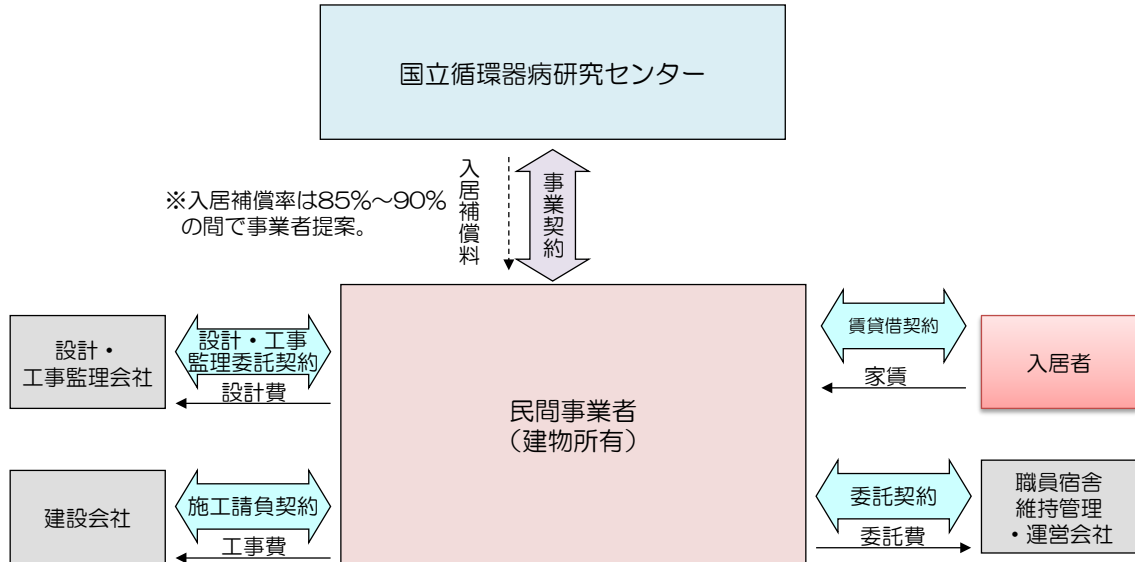 国立循環器病研究センター
※入居補償率は85%～90%
の間で事業者提案。
入居補償料
事業契約
設計・
工事監理会社
設計・工事
監理委託契約
設計費
民間事業者
（建物所有）
賃貸借契約
家賃
入居者
建設会社
施工請負契約
工事費
委託契約
委託費
職員宿舎
維持管理
・運営会社